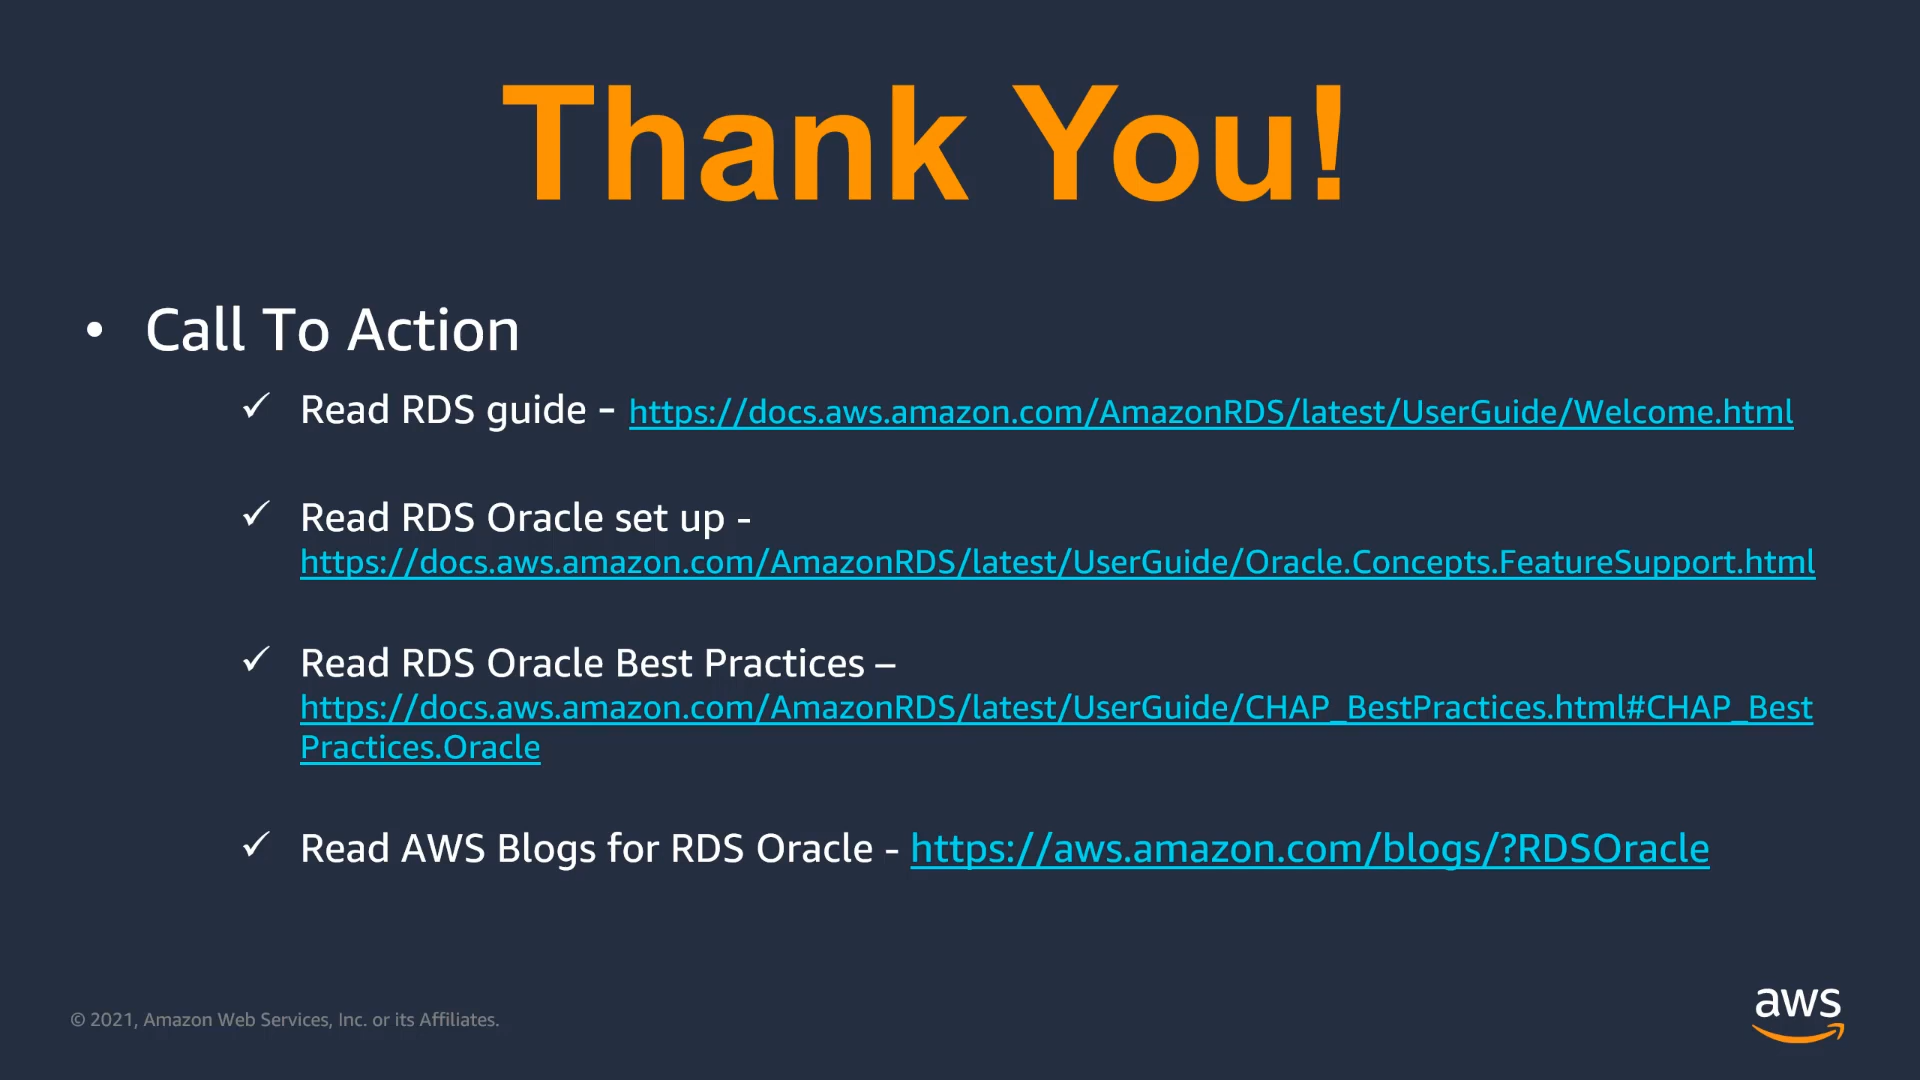 Thank You!
• Call To Action
✓ Read RDS guide – https://docs.aws.amazon.com/AmazonRDS/latest/UserGuide/Welcome.html
✓ Read RDS Oracle set up -
https://docs.aws.amazon.com/AmazonRDS/latest/UserGuide/Oracle.Concepts.FeatureSupport.html
✓ Read RDS Oracle Best Practices –
https://docs.aws.amazon.com/AmazonRDS/latest/UserGuide/CHAP_BestPractices.html#CHAP_Best
Practices.Oracle
✓ Read AWS Blogs for RDS Oracle - https://aws.amazon.com/blogs/?RDSOracle
© 2021, Amazon Web Services, Inc. or its Affiliates.
aws